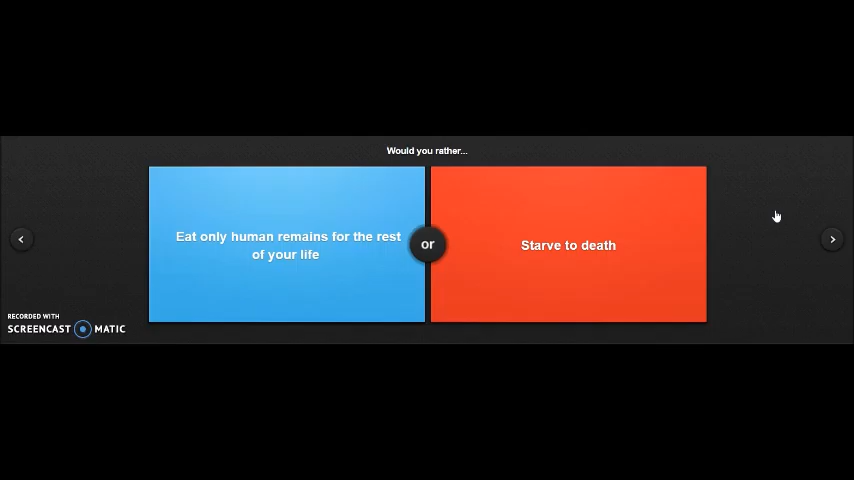 Would you rather...
Eat only human remains for the rest
of your life
or
Starve to death
RECORDED WITH
SCREENCAST MATIC